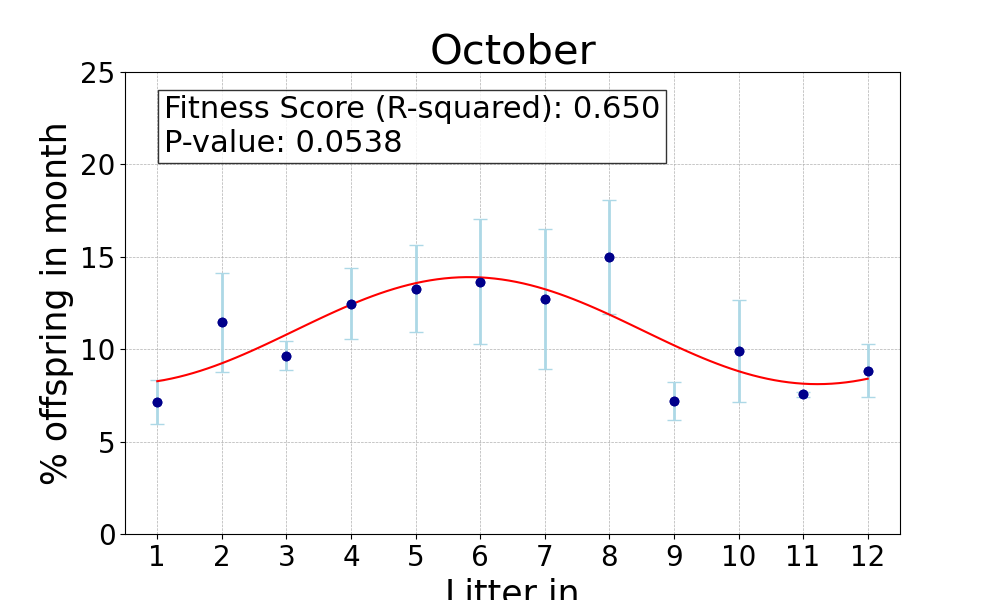 October
Fitness Score (R-squared): 0.650
P-value: 0.0538
% offspring in month
25
20
15
10
5
0
1 2 3 4 5 6 7 8 9 10 11 12
Litter in